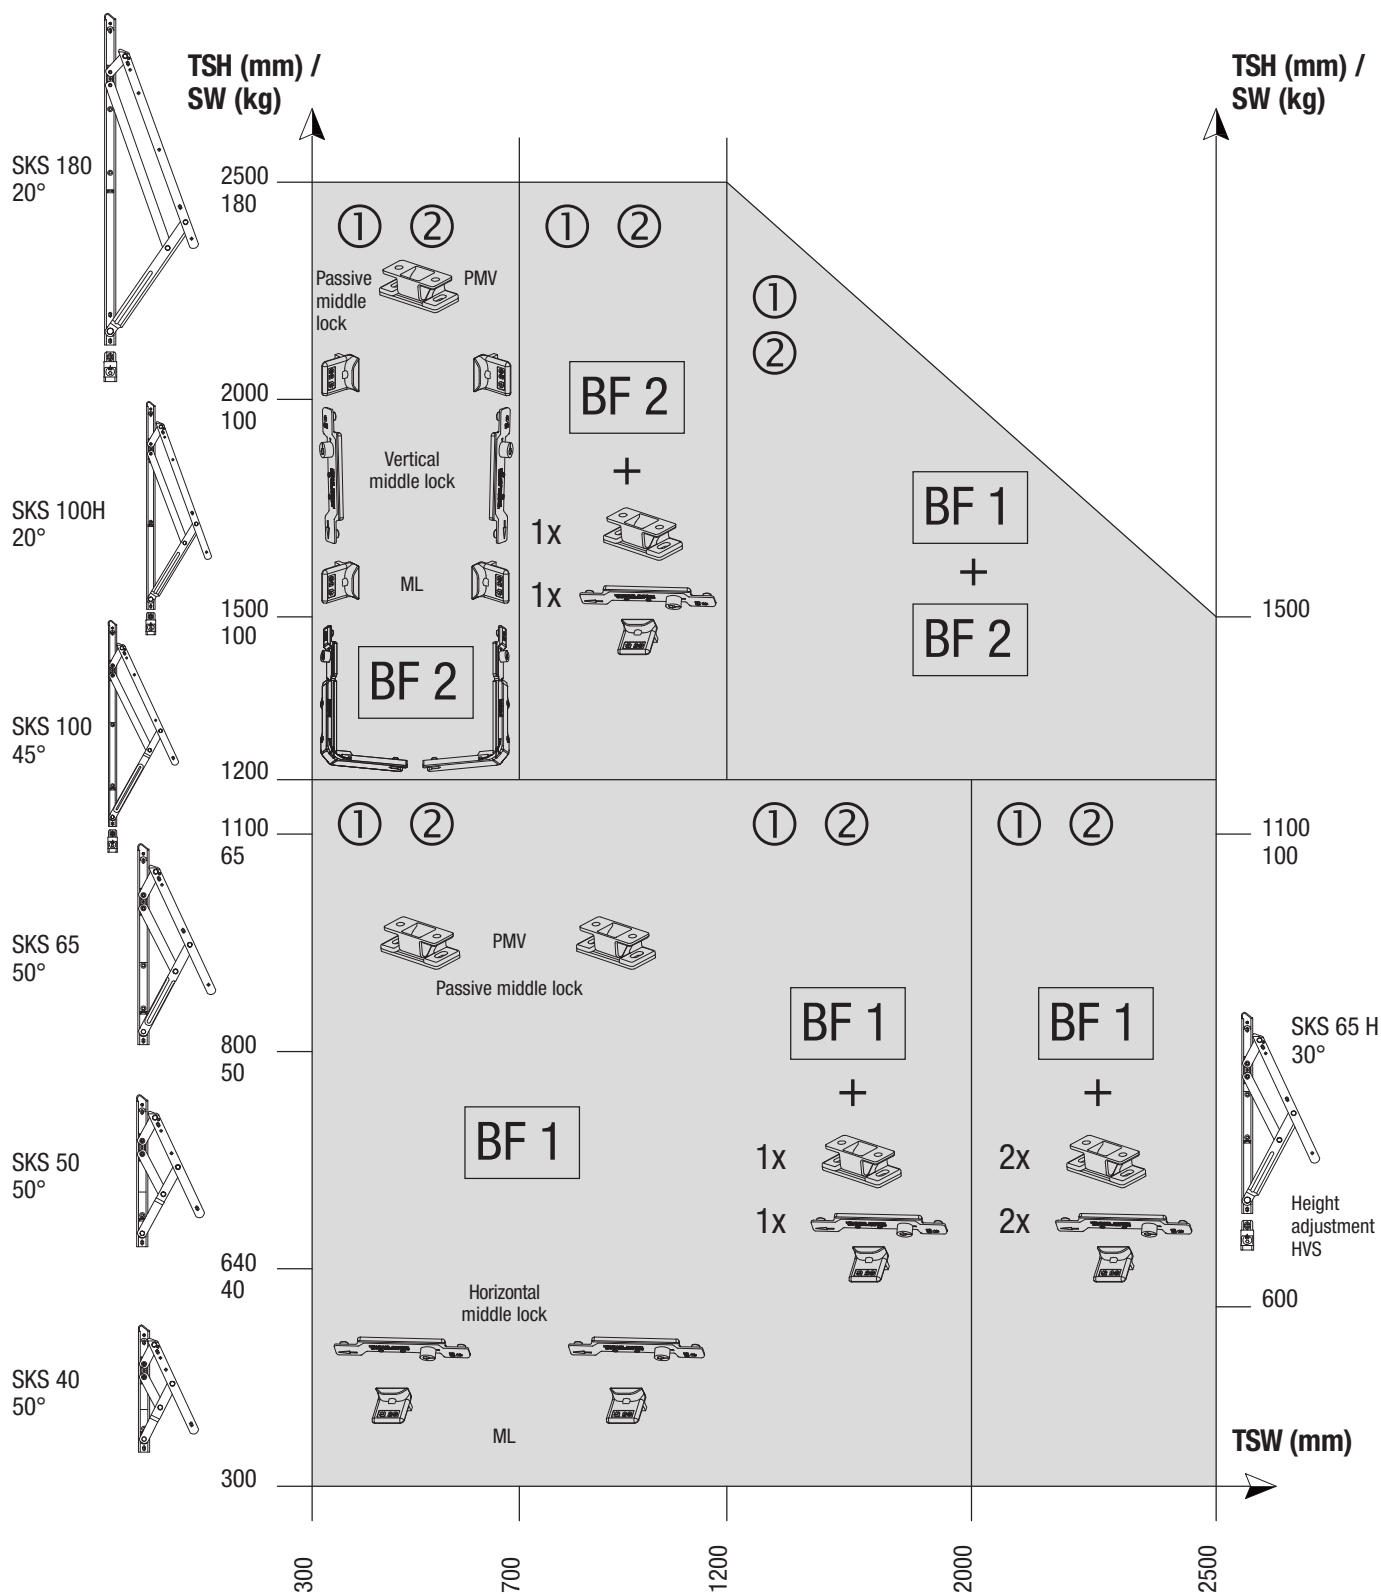 TSH (mm) /
SW (kg)
TSH (mm) /
SW (kg)
SKS 180
20°
2500
180
① ②
① ②
Passive
middle
lock
PMV
①
②
BF 2
2000
100
+
Vertical
middle lock
BF 1
SKS 100H
20°
1x
+
ML
1x
1500
100
1500
BF 2
BF 2
SKS 100
45°
1200
① ②
① ②
① ②
1100
65
1100
100
SKS 65
50°
PMV
Passive middle lock
BF 1
BF 1
SKS 65 H
30°
800
50
+
+
BF 1
1x
2x
SKS 50
50°
1x
2x
Height
adjustment
HVS
640
40
Horizontal
middle lock
600
SKS 40
50°
ML
TSW (mm)
300
300
700
1200
2000
2500